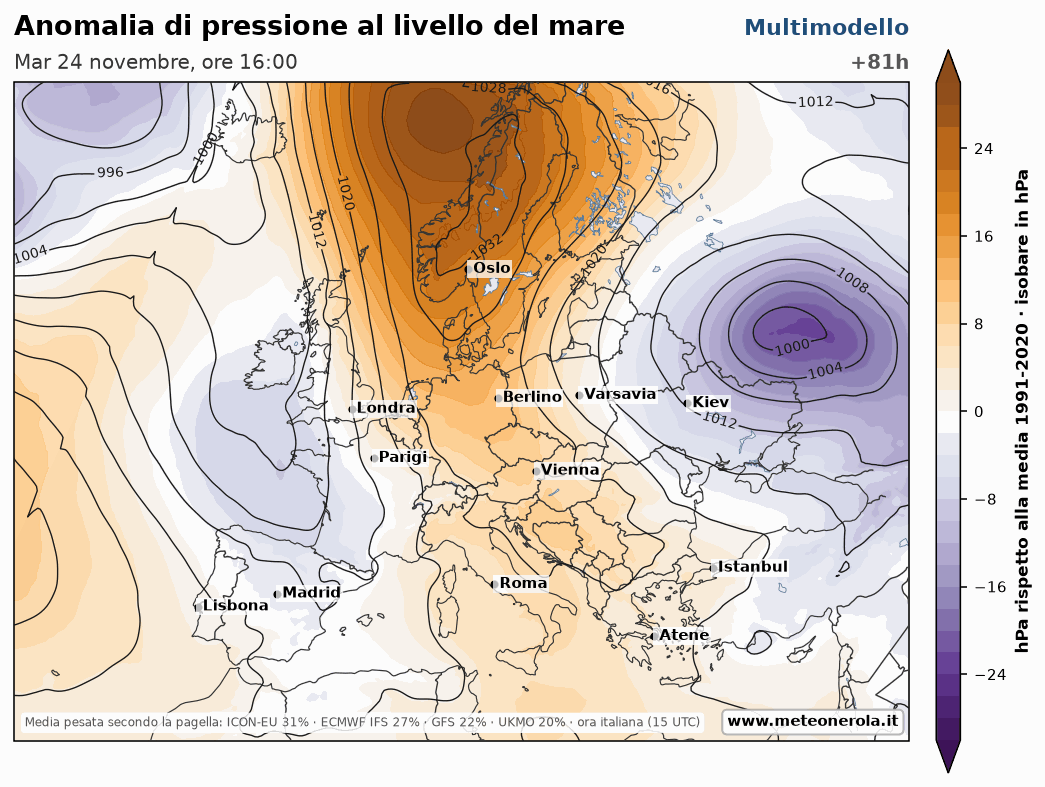 Anomalia di pressione al livello del mare
Multimodello
Mar 24 novembre, ore 16:00
+81h
1028
1016
1012
996
1000
1020
1012
1004
1032
Oslo
1020
1008
1000
1004
Londra
Berlino
Varsavia
Kiev
1012
Parigi
Vienna
Istanbul
Roma
Madrid
Lisbona
Atene
24
16
8
0
−8
−16
−24
hPa rispetto alla media 1991-2020 · isobare in hPa
Media pesata secondo la pagella: ICON-EU 31% · ECMWF IFS 27% · GFS 22% · UKMO 20% · ora italiana (15 UTC)
www.meteonerola.it